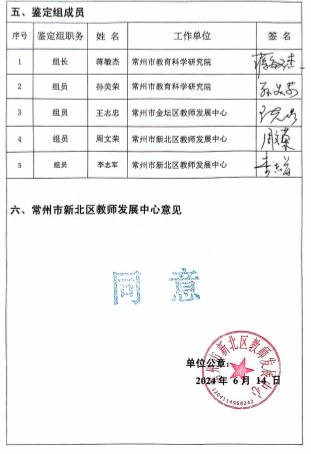 五、鉴定组成员
序号 鉴定组职务 姓 名 工作单位 签 名
1 组长 蒋敏杰 常州市教育科学研究院 蒋敏杰
2 组员 孙美荣 常州市教育科学研究院 孙美荣
3 组员 王志忠 常州市金坛区教师发展中心
4 组员 周文荣 常州市新北区教师发展中心 周文荣
5 组员 李志军 常州市新北区教师发展中心 李志军
六、常州市新北区教师发展中心意见
同 意
常州市新北区教师发展中心
单位公章:
2024 年 6 月 14 日